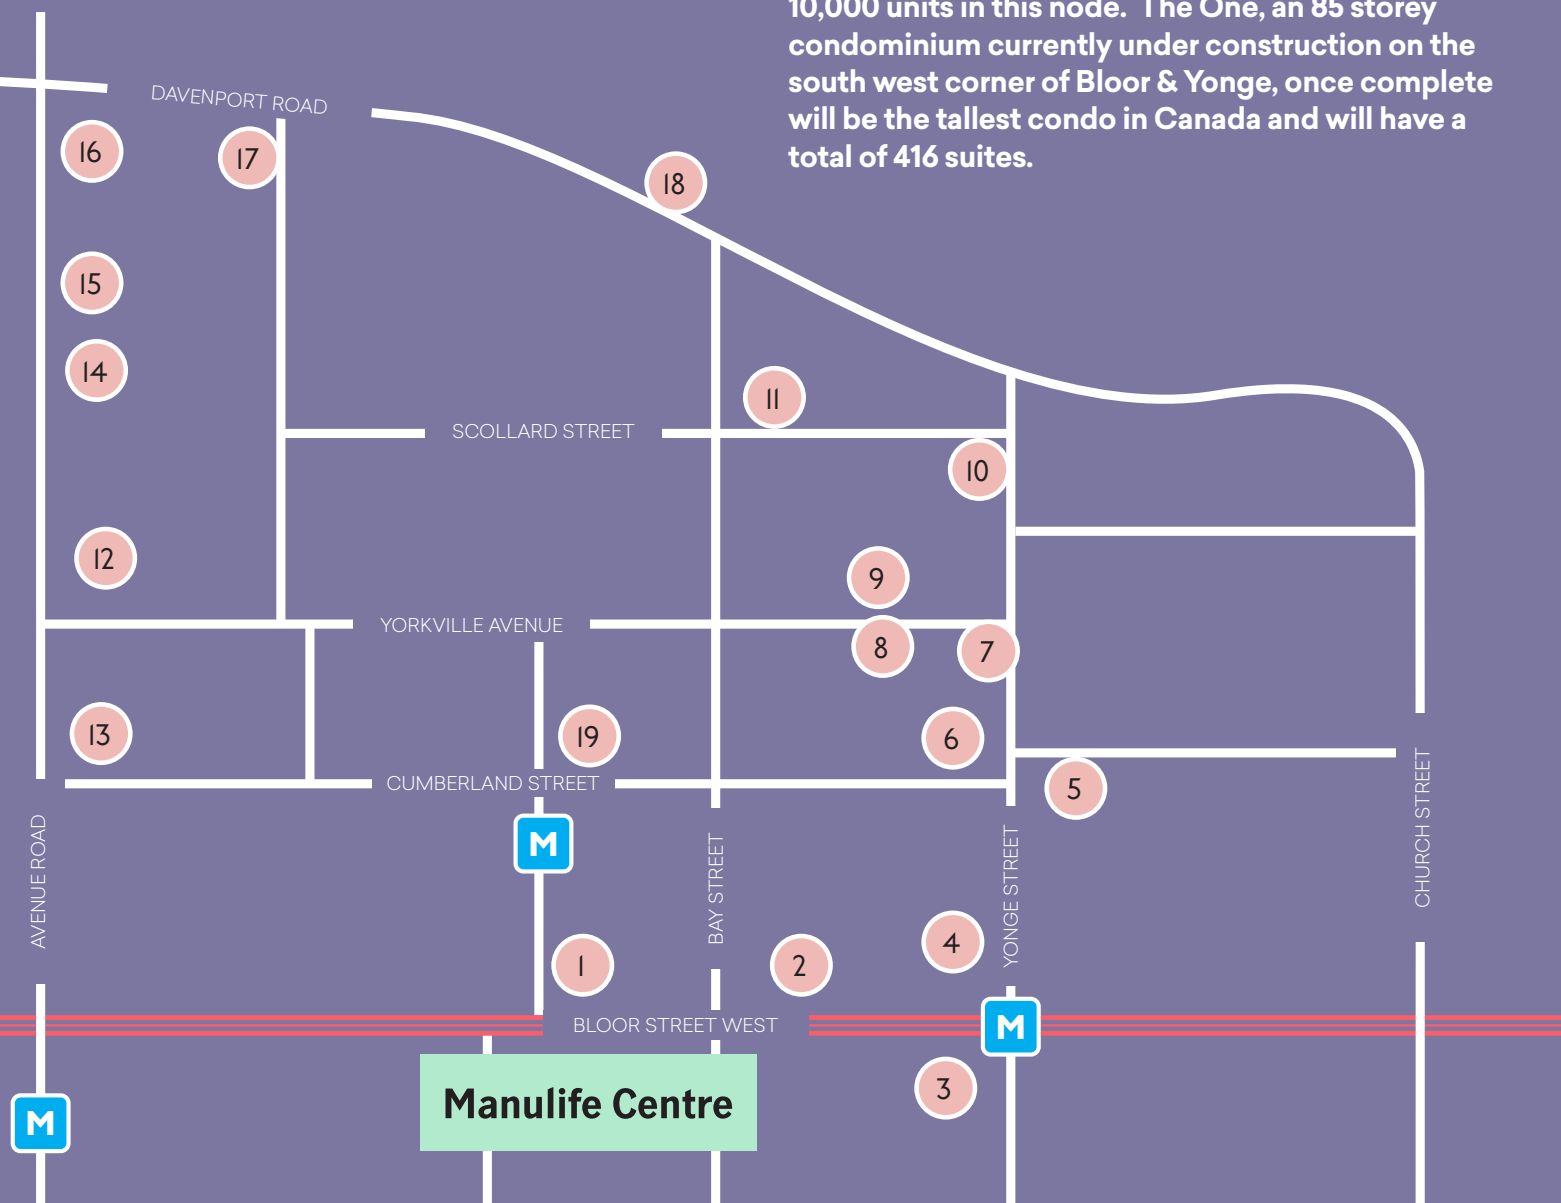 10,000 units in this node. The One, an 85 storey
condominium currently under construction on the
south west corner of Bloor & Yonge, once complete
will be the tallest condo in Canada and will have a
total of 416 suites.
DAVENPORT ROAD
16
17
18
15
14
11
SCOLLARD STREET
10
12
9
YORKVILLE AVENUE
8
7
13
19
6
CUMBERLAND STREET
5
M
AVENUE ROAD
BAY STREET
YONGE STREET
CHURCH STREET
1
2
4
BLOOR STREET WEST
M
3
Manulife Centre
M